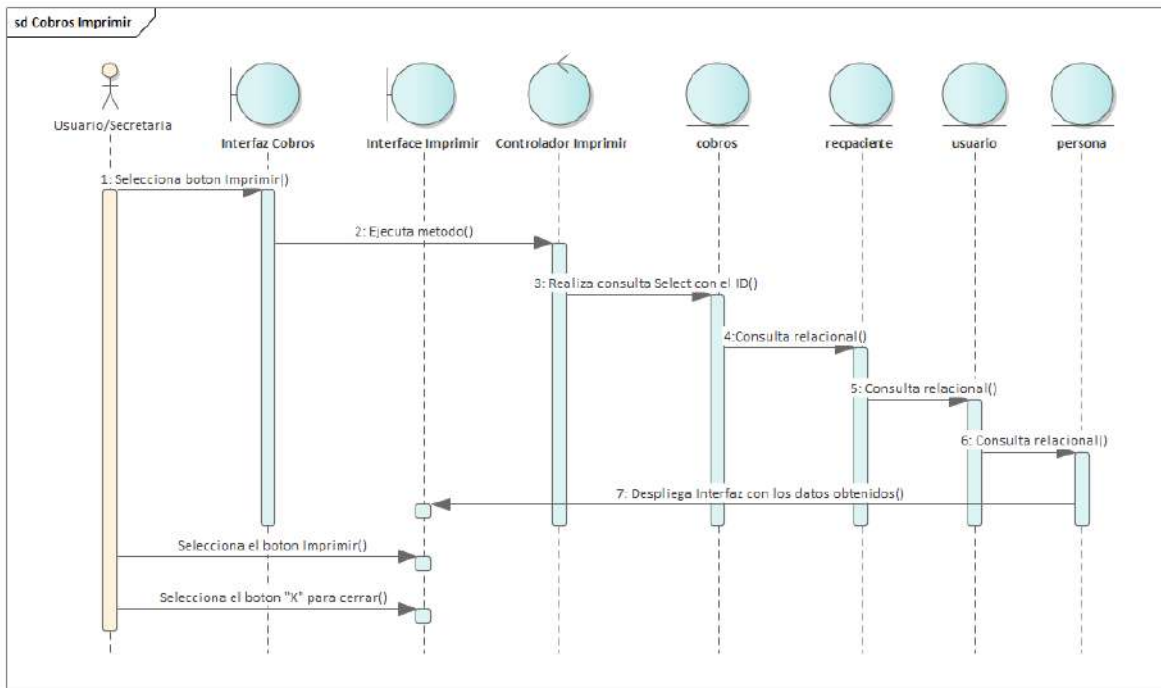 sd Cobros Imprimir
Usuario/Secretaria
Interfaz Cobros
Interface Imprimir
Controlador Imprimir
cobros
recpaciente
usuario
persona
1: Selecciona boton Imprimir()
2: Ejecuta metodo()
3: Realiza consulta Select con el ID()
4:Consulta relacional()
5: Consulta relacional()
6: Consulta relacional()
7: Despliega Interfaz con los datos obtenidos()
Selecciona el boton Imprimir()
Selecciona el boton "X" para cerrar()